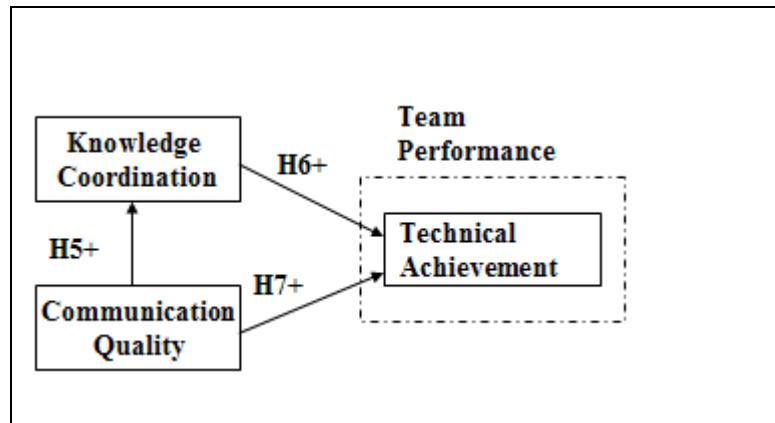 Team
Performance
Knowledge
Coordination
H6+
Technical
Achievement
H5+
H7+
Communication
Quality